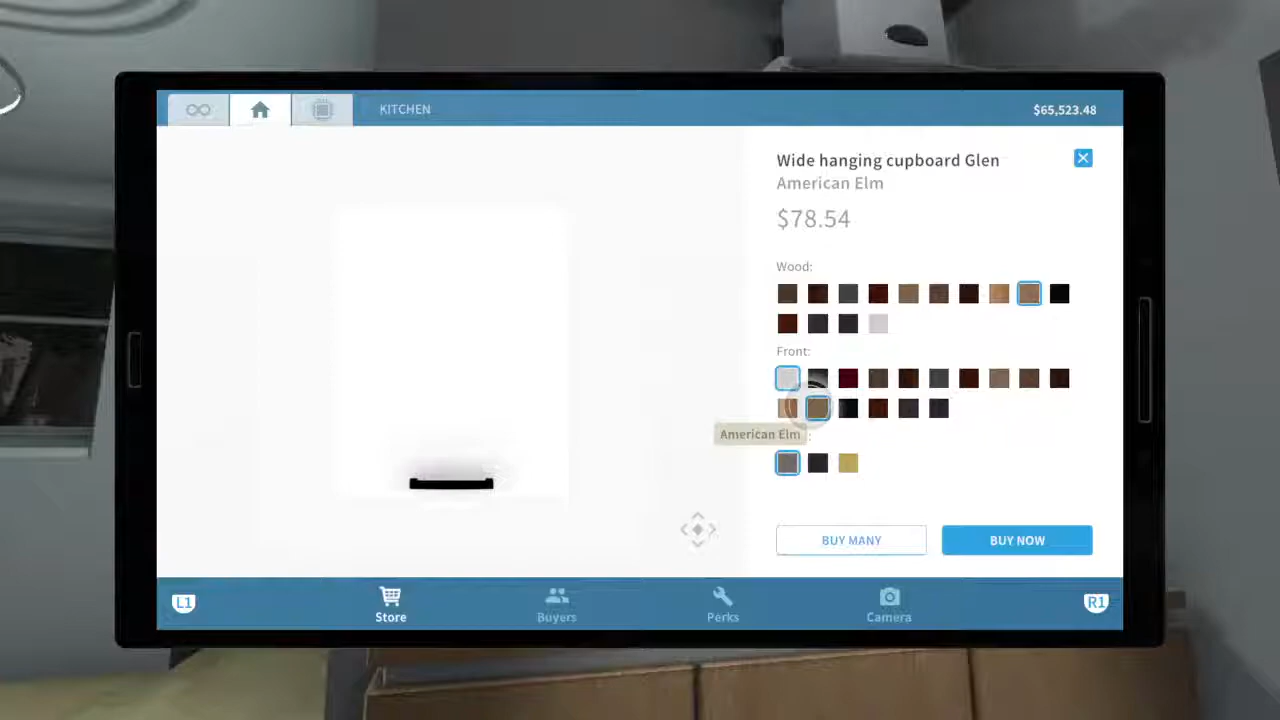 KITCHEN
$65,523.48
Wide hanging cupboard Glen
American Elm
$78.54
Wood:
Front:
American Elm
:
BUY MANY
BUY NOW
L1
Store
Buyers
Perks
Camera
R1